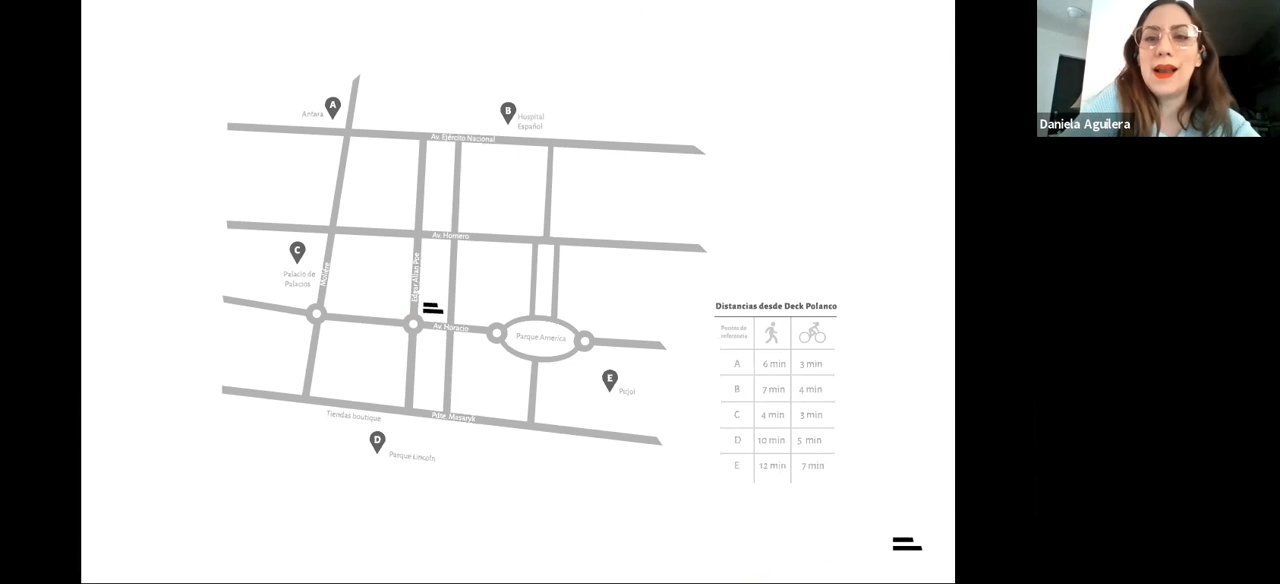 A
Antara
B
Hospital
Español
Av. Ejército Nacional
Av. Homero
C
Palacio de
Palacios
Molière
Edgar Allan Poe
Av. Horacio
Parque America
E
Pujol
Tiendas boutique
Pdte. Masaryk
D
Parque Lincoln
Distancias desde Deck Polanco
Puntos de
referencia
A 6 min 3 min
B 7 min 4 min
C 4 min 3 min
D 10 min 5 min
E 12 min 7 min
Daniela Aguilera